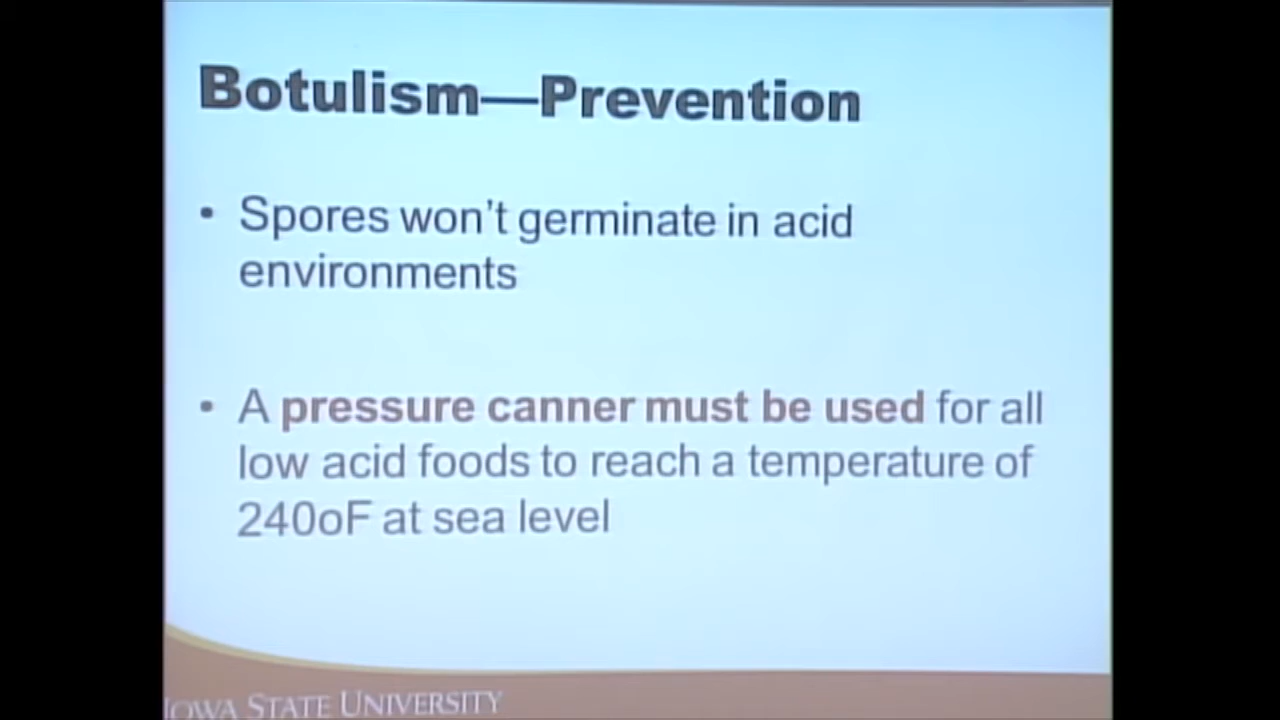 Botulism—Prevention
• Spores won't germinate in acid
environments
• A pressure canner must be used for all
low acid foods to reach a temperature of
240oF at sea level
IOWA STATE UNIVERSITY